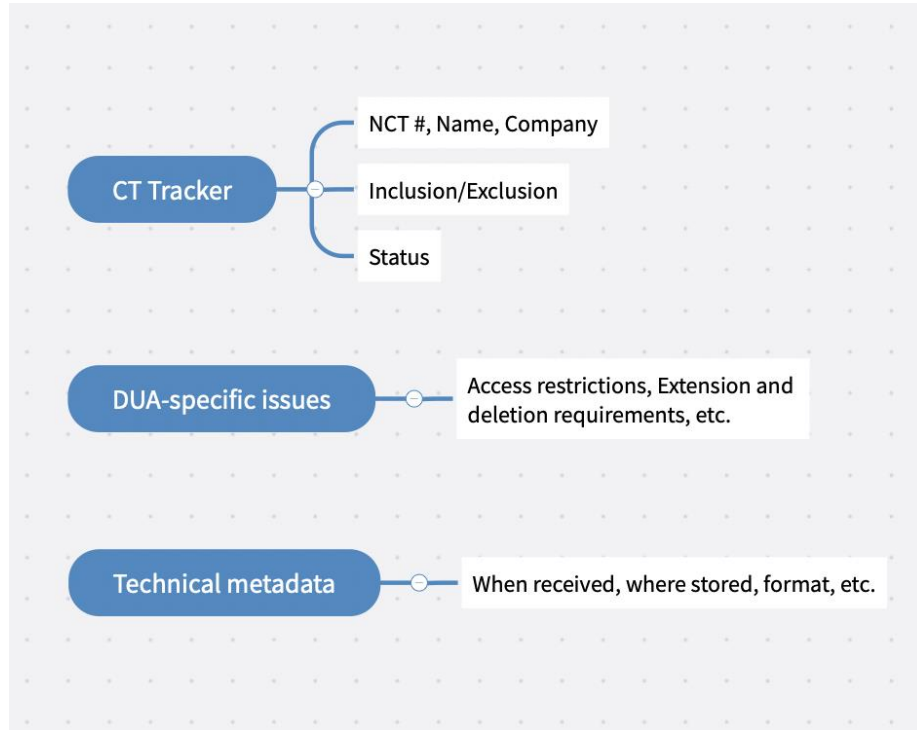 NCT #, Name, Company
CT Tracker
Inclusion/Exclusion
Status
DUA-specific issues
Access restrictions, Extension and
deletion requirements, etc.
Technical metadata
When received, where stored, format, etc.